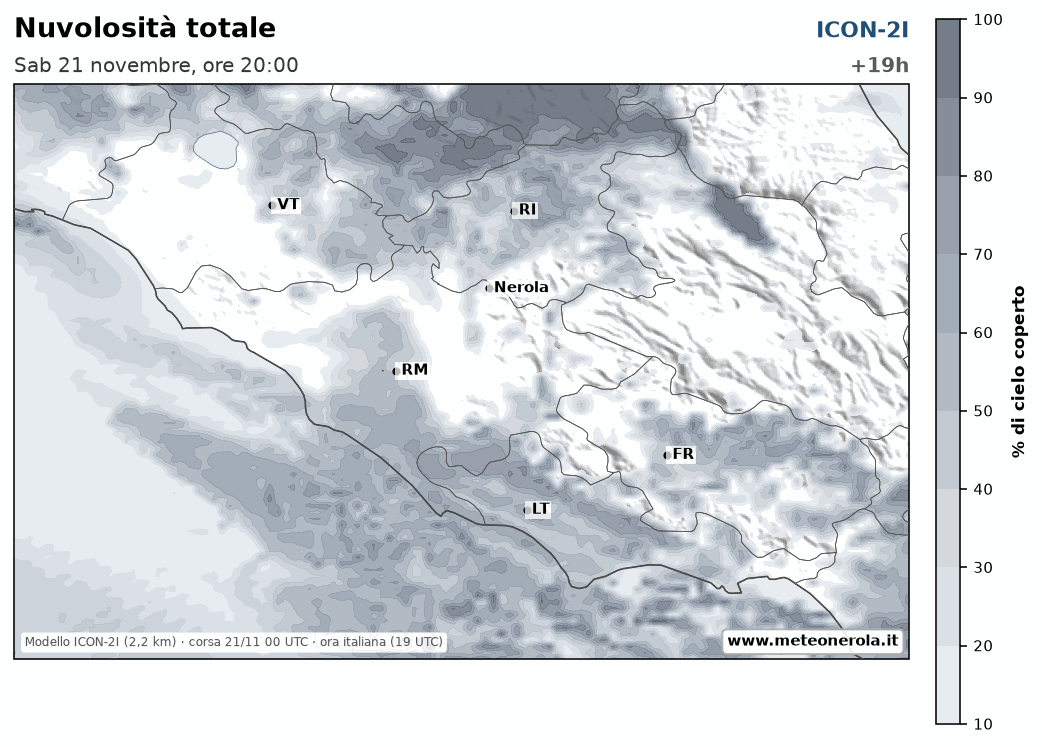 Nuvolosità totale
ICON-2I
Sab 21 novembre, ore 20:00
+19h
100
90
80
70
60
50
40
30
20
10
% di cielo coperto
VT
RI
Nerola
RM
FR
LT
Modello ICON-2I (2,2 km) · corsa 21/11 00 UTC · ora italiana (19 UTC)
www.meteonerola.it